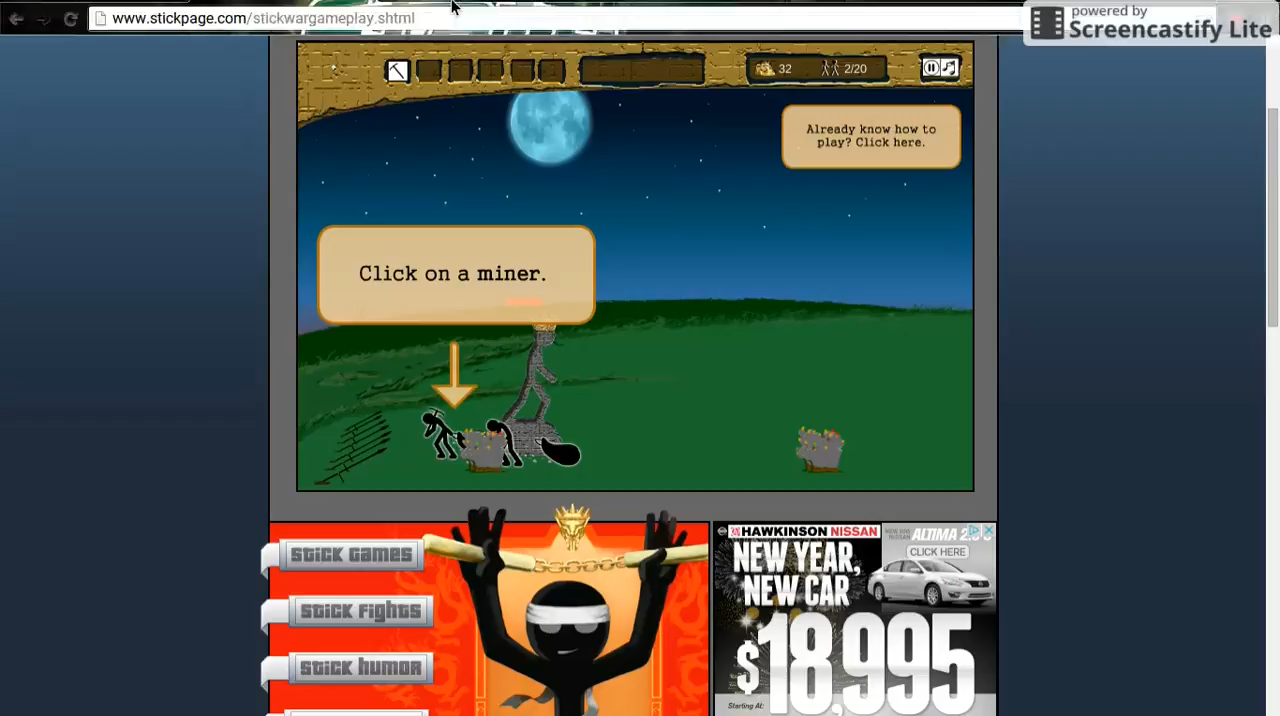 www.stickpage.com/stickwargameplay.shtml
powered by
Screencastify Lite
32
2/20
Already know how to
play? Click here.
Click on a miner.
STICK GAMES
STICK FIGHTS
STICK HUMOR
HAWKINSON NISSAN
ALTIMA 2.
NEW YEAR,
NEW CAR
CLICK HERE
$18,995
Starting At: